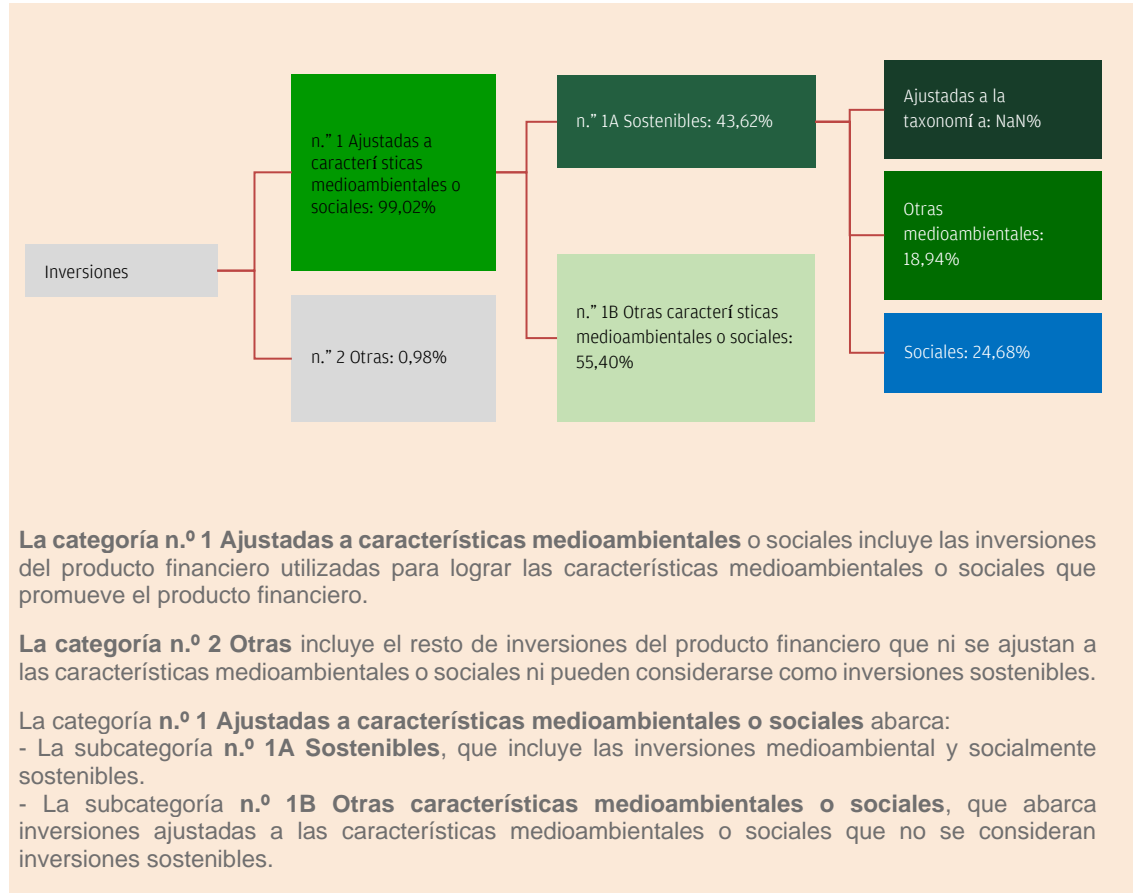 Inversiones
n.” 1 Ajustadas a
caracterí sticas
medioambientales o
sociales: 99,02%
n.” 2 Otras: 0,98%
n.” 1A Sostenibles: 43,62%
n.” 1B Otras caracterí sticas
medioambientales o sociales:
55,40%
Ajustadas a la
taxonomí a: NaN%
Otras
medioambientales:
18,94%
Sociales: 24,68%
La categoría n.º 1 Ajustadas a características medioambientales o sociales incluye las inversiones
del producto financiero utilizadas para lograr las características medioambientales o sociales que
promueve el producto financiero.
La categoría n.º 2 Otras incluye el resto de inversiones del producto financiero que ni se ajustan a
las características medioambientales o sociales ni pueden considerarse como inversiones sostenibles.
La categoría n.º 1 Ajustadas a características medioambientales o sociales abarca:
- La subcategoría n.º 1A Sostenibles, que incluye las inversiones medioambiental y socialmente
sostenibles.
- La subcategoría n.º 1B Otras características medioambientales o sociales, que abarca
inversiones ajustadas a las características medioambientales o sociales que no se consideran
inversiones sostenibles.